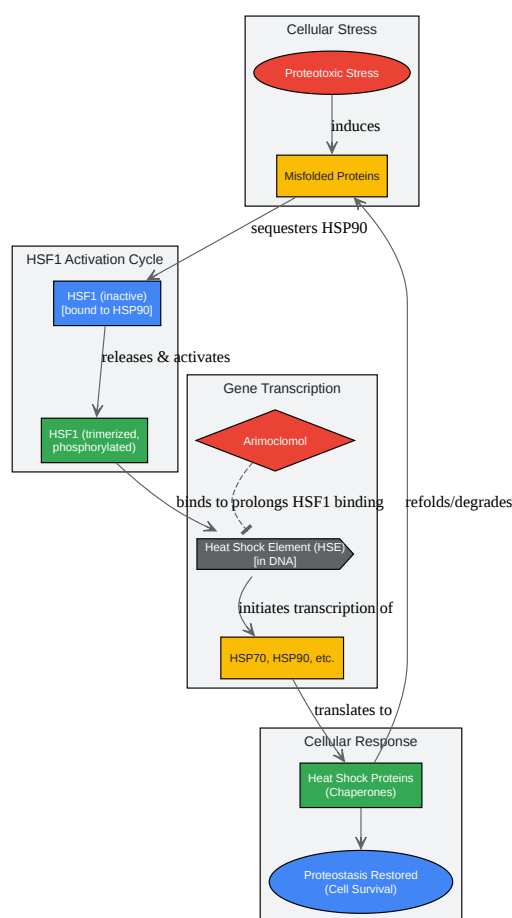 Cellular Stress
Proteotoxic Stress
induces
Misfolded Proteins
sequesters HSP90
HSF1 Activation Cycle
HSF1 (inactive)
[bound to HSP90]
releases & activates
HSF1 (trimerized,
phosphorylated)
Gene Transcription
Arimoclomol
binds to
prolongs HSF1 binding
refolds/degrades
Heat Shock Element (HSE)
[in DNA]
initiates transcription of
HSP70, HSP90, etc.
translates to
Cellular Response
Heat Shock Proteins
(Chaperones)
Proteostasis Restored
(Cell Survival)